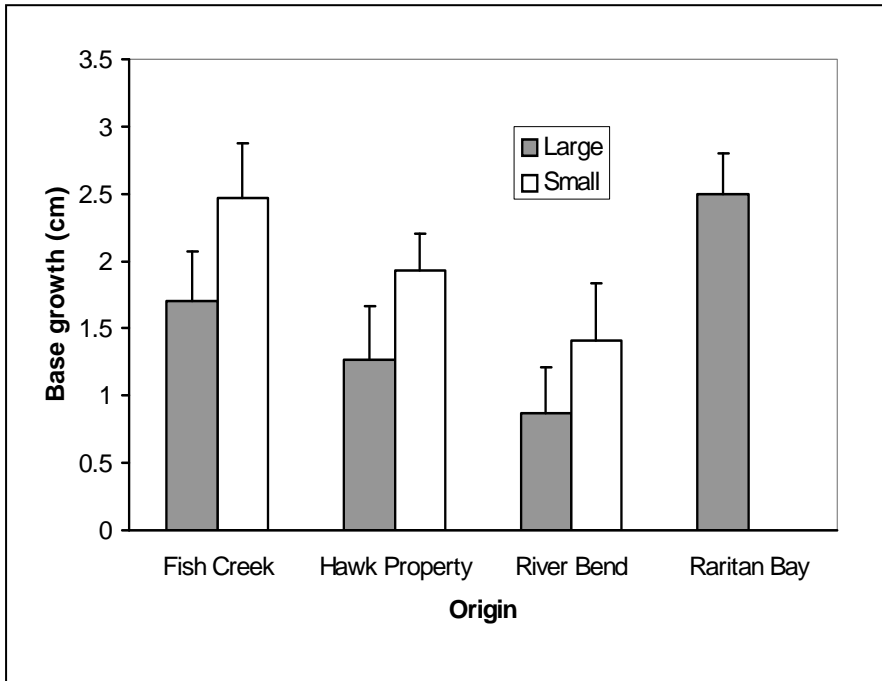 3.5
3
2.5
2
1.5
1
0.5
0
Base growth (cm)
Large
Small
Fish Creek Hawk Property River Bend Raritan Bay
Origin